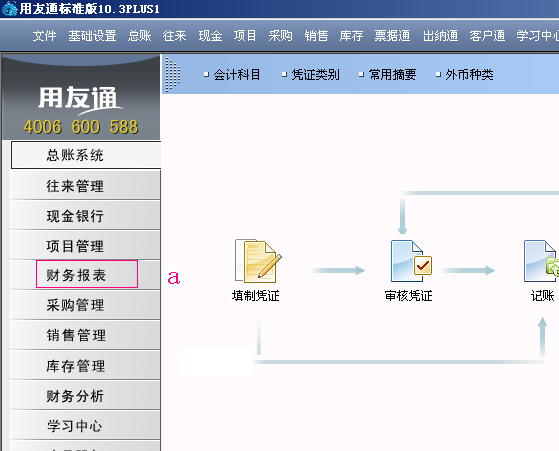 用友通标准版10.3PLUS1
文件 基础设置 总账 往来 现金 项目 采购 销售 库存 票据通 出纳通 客户通 学习中心
会计科目 凭证类别 常用摘要 外币种类
用友通
4006 600 588
总账系统
往来管理
现金银行
项目管理
财务报表
a
采购管理
销售管理
库存管理
财务分析
学习中心
填制凭证
审核凭证
记账